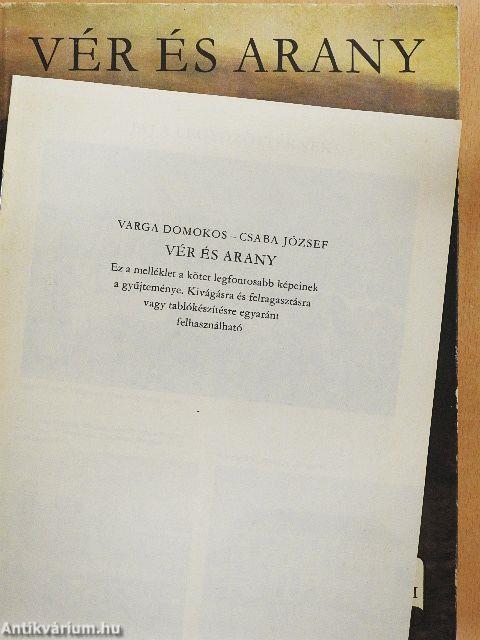 VÉR ÉS ARANY
VARGA DOMOKOS – CSABA JÓZSEF
VÉR ÉS ARANY
Ez a melléklet a kötet legfontosabb képeinek
a gyűjteménye. Kivágásra és felragasztásra
vagy tablókészítésre egyaránt
felhasználható
Antikvárium.hu